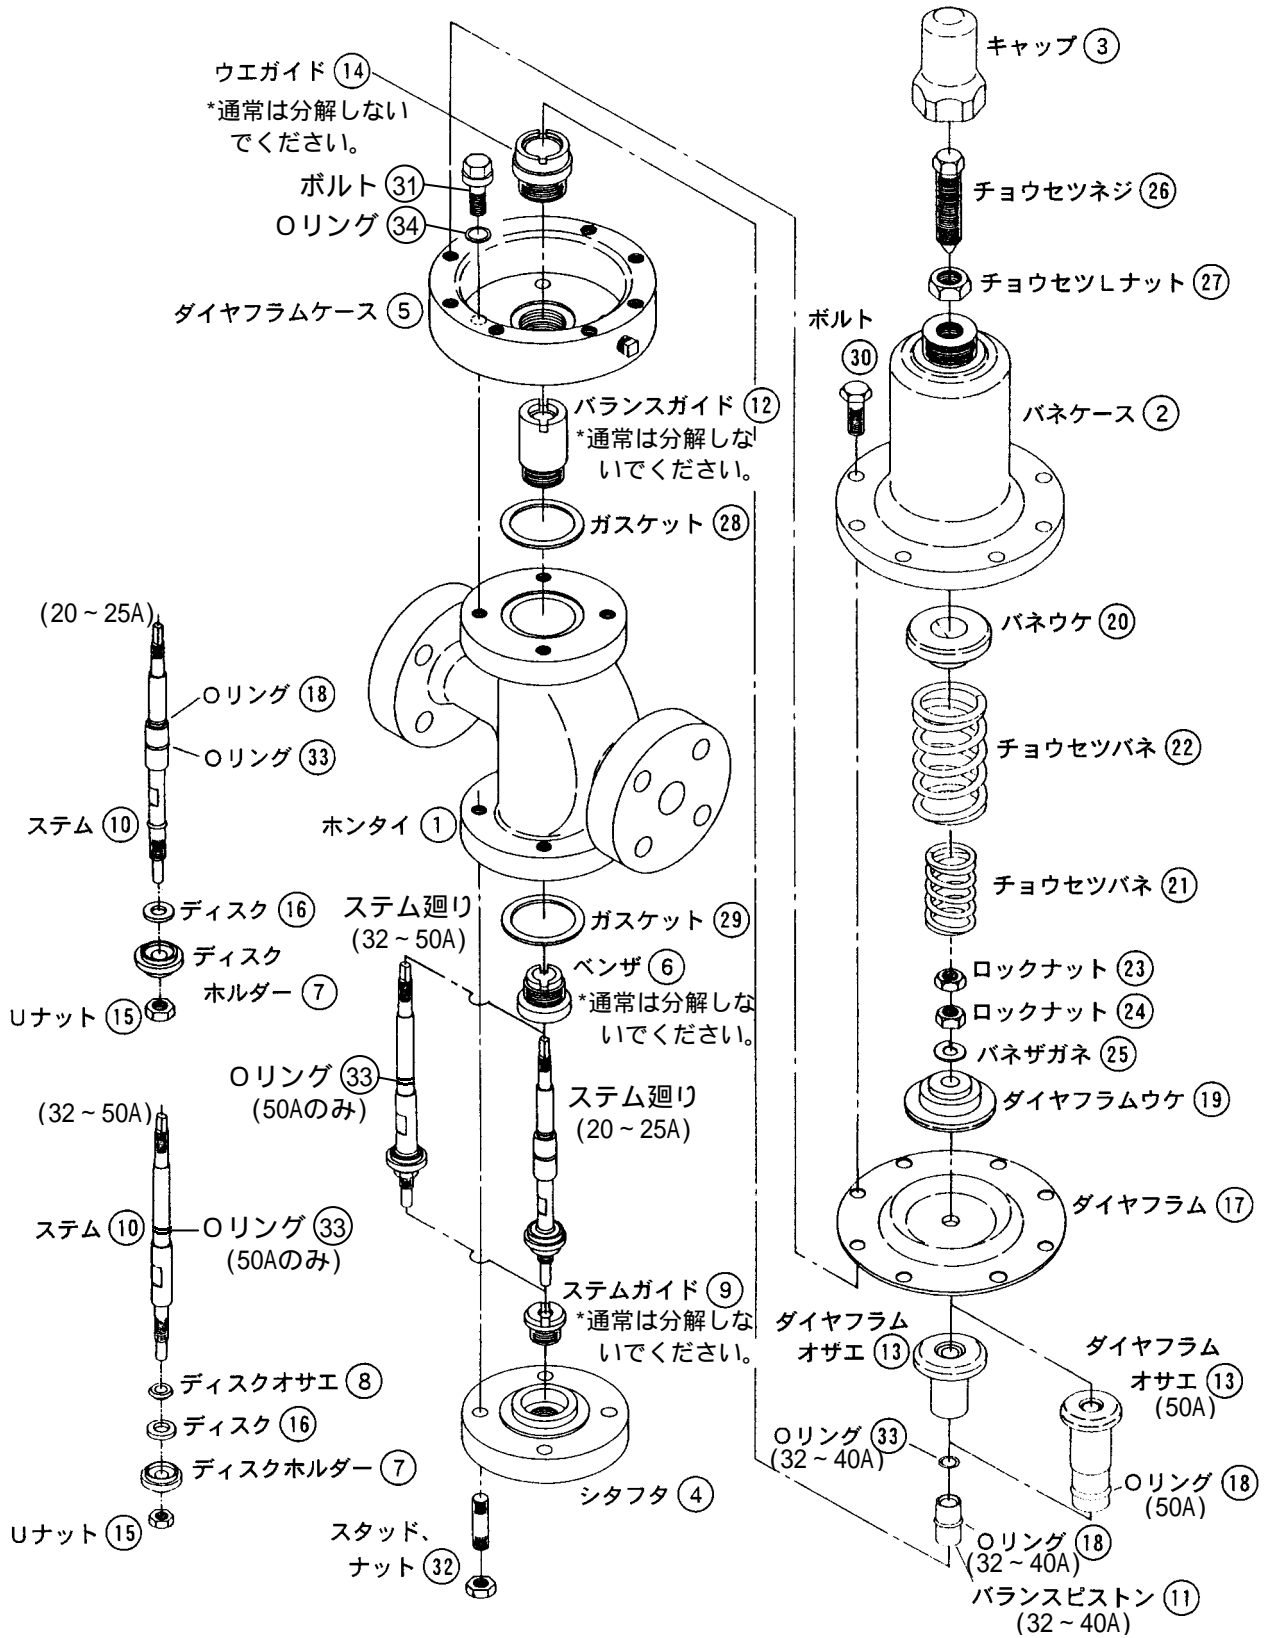 キャップ 3
ウエガイド 14
*通常は分解しない
でください。
ボルト 31
Oリング 34
ダイヤフラムケース 5
チョウセツネジ 26
チョウセツLナット 27
ボルト
30
バネケース 2
バランスガイド 12
*通常は分解しな
いでください。
ガスケット 28
バネウケ 20
(20~25A)
Oリング 18
Oリング 33
ステム 10
ディスク 16
ディスク
ホルダー 7
Uナット 15
ホンタイ 1
チョウセツバネ 22
チョウセツバネ 21
ステム廻り
(32~50A)
ガスケット 29
ベンザ 6
*通常は分解しな
いでください。
ロックナット 23
ロックナット 24
バネザガネ 25
ダイヤフラムウケ 19
Oリング 33
(50Aのみ)
ステム廻り
(20~25A)
(32~50A)
ステム 10
Oリング 33
(50Aのみ)
ダイヤフラム 17
ステムガイド 9
*通常は分解しな
いでください。
ダイヤフラム
オザエ 13
ダイヤフラム
オサエ 13
(50A)
ディスクオサエ 8
ディスク 16
ディスクホルダー 7
Uナット 15
シタフタ 4
スタッド、
ナット 32
Oリング 33
(32~40A)
Oリング 18
(50A)
Oリング 18
(32~40A)
バランスピストン 11
(32~40A)